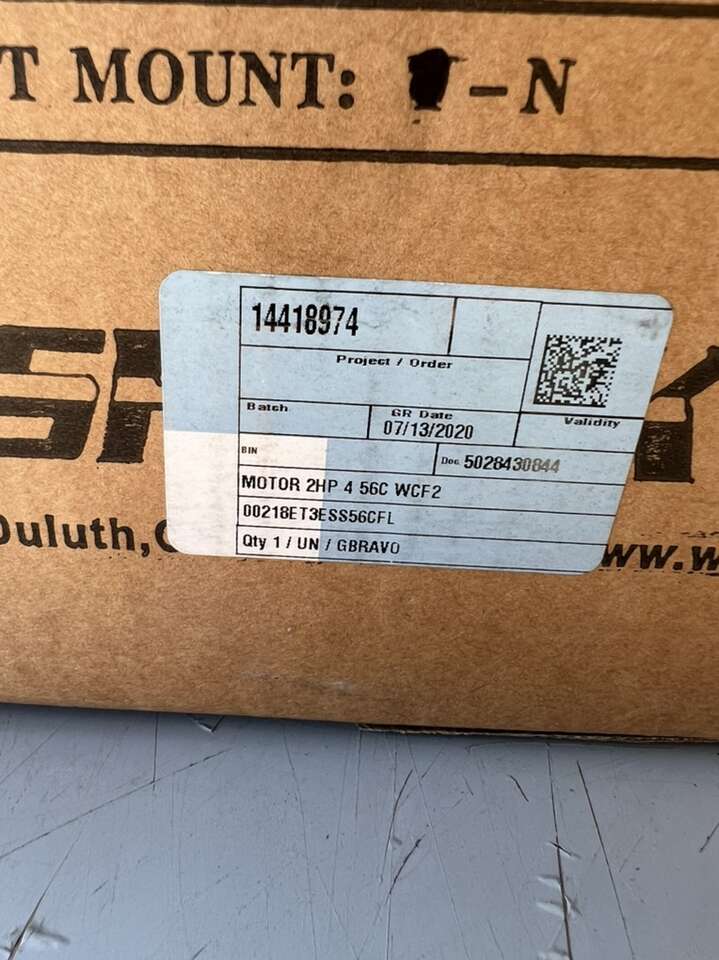 T MOUNT: -N
14418974
Project / Order
Batch
GR Date
07/13/2020
Validity
BIN
Doc. 5028430844
MOTOR 2HP 4 56C WCF2
00218ET3ESS56CFL
Qty 1 / UN / GBRAVO
Duluth,
ww.w